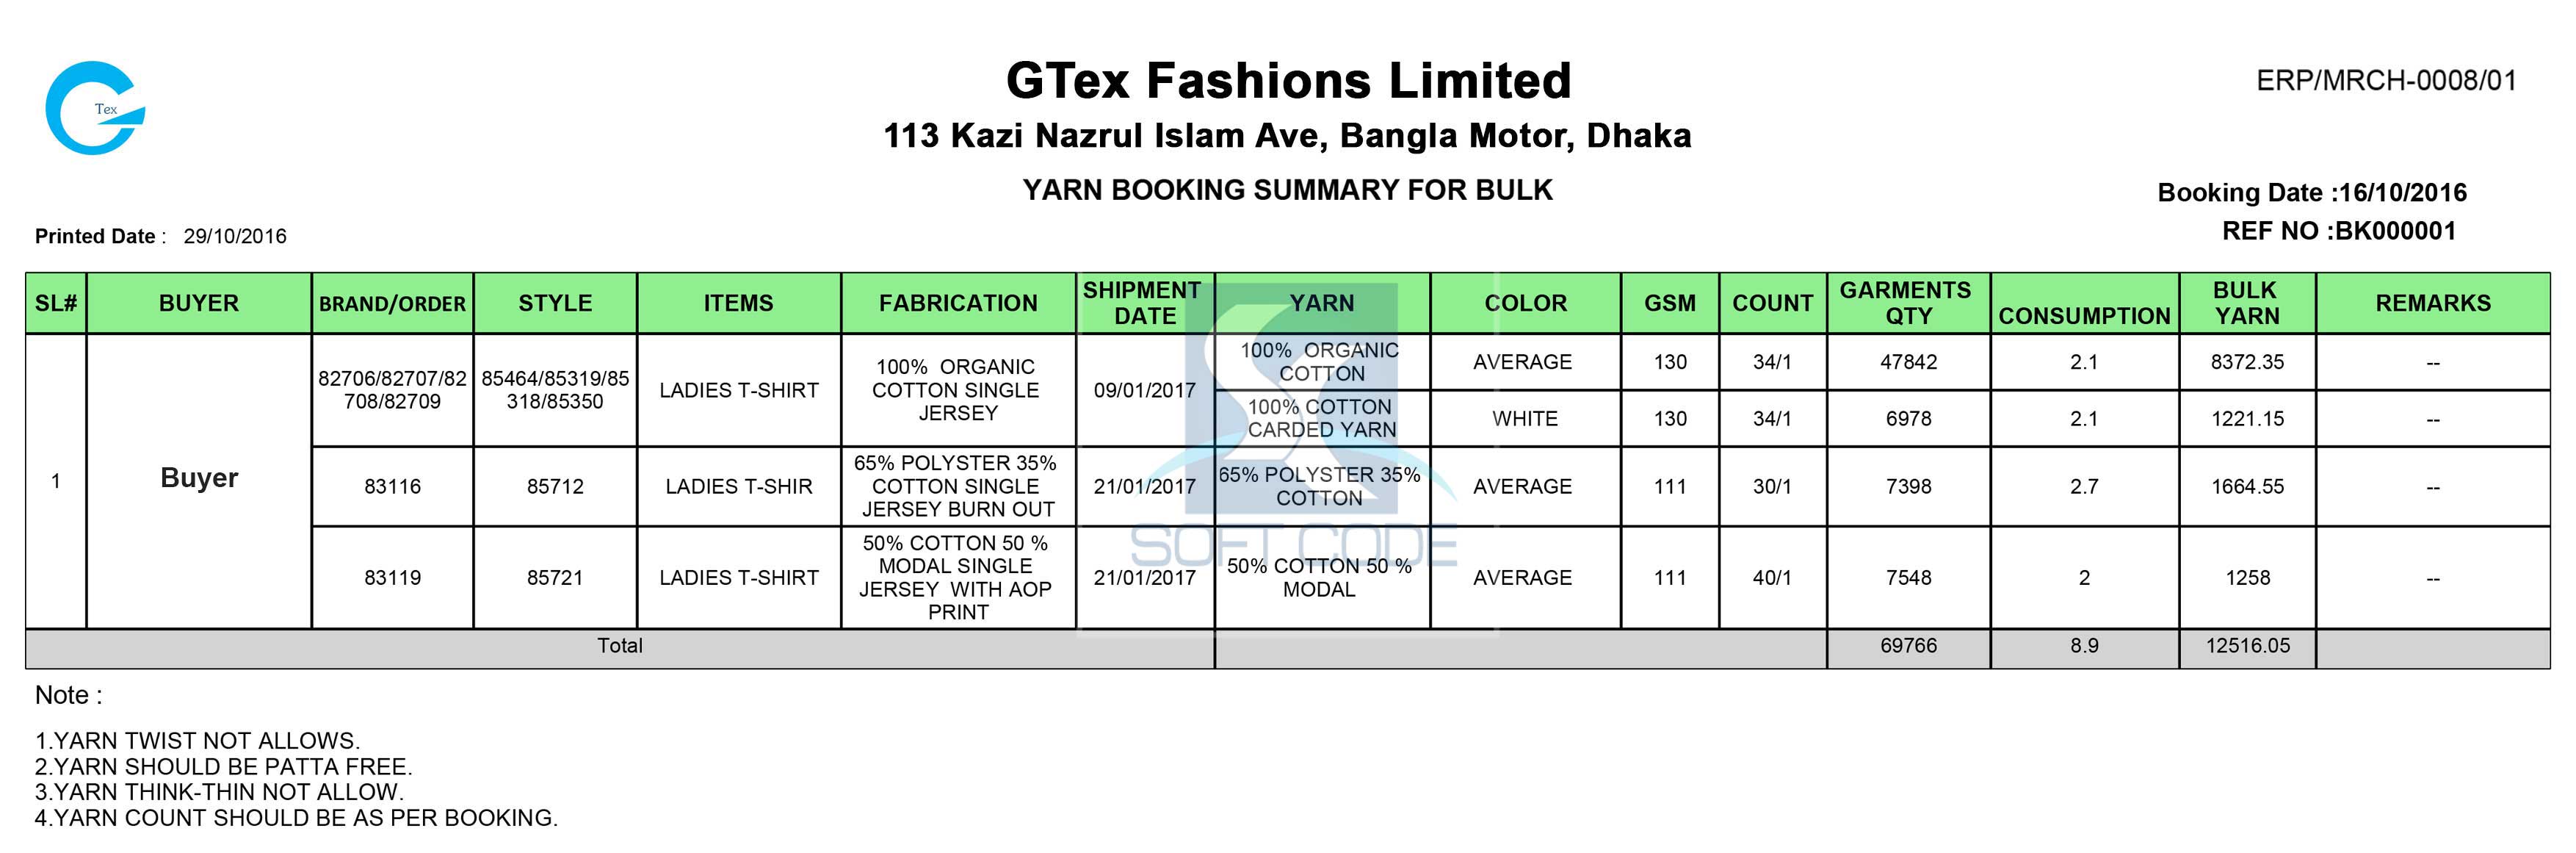 Tex
GTex Fashions Limited
ERP/MRCH-0008/01
113 Kazi Nazrul Islam Ave, Bangla Motor, Dhaka
YARN BOOKING SUMMARY FOR BULK
Booking Date :16/10/2016
REF NO :BK000001
Printed Date : 29/10/2016
SL#
BUYER
BRAND/ORDER
STYLE
ITEMS
FABRICATION
SHIPMENT
DATE
YARN
COLOR
GSM
COUNT
GARMENTS
QTY
CONSUMPTION
BULK
YARN
REMARKS
1
Buyer
82706/82707/82
708/82709
85464/85319/85
318/85350
LADIES T-SHIRT
100% ORGANIC
COTTON SINGLE
JERSEY
09/01/2017
100% ORGANIC
COTTON
AVERAGE
130
34/1
47842
2.1
8372.35
--
100% COTTON
CARDED YARN
WHITE
130
34/1
6978
2.1
1221.15
--
83116
85712
LADIES T-SHIR
65% POLYSTER 35%
COTTON SINGLE
JERSEY BURN OUT
21/01/2017
65% POLYSTER 35%
COTTON
AVERAGE
111
30/1
7398
2.7
1664.55
--
83119
85721
LADIES T-SHIRT
50% COTTON 50 %
MODAL SINGLE
JERSEY WITH AOP
PRINT
21/01/2017
50% COTTON 50 %
MODAL
AVERAGE
111
40/1
7548
2
1258
--
SOFT CODE
Total
69766
8.9
12516.05
Note :
1.YARN TWIST NOT ALLOWS.
2.YARN SHOULD BE PATTA FREE.
3.YARN THINK-THIN NOT ALLOW.
4.YARN COUNT SHOULD BE AS PER BOOKING.